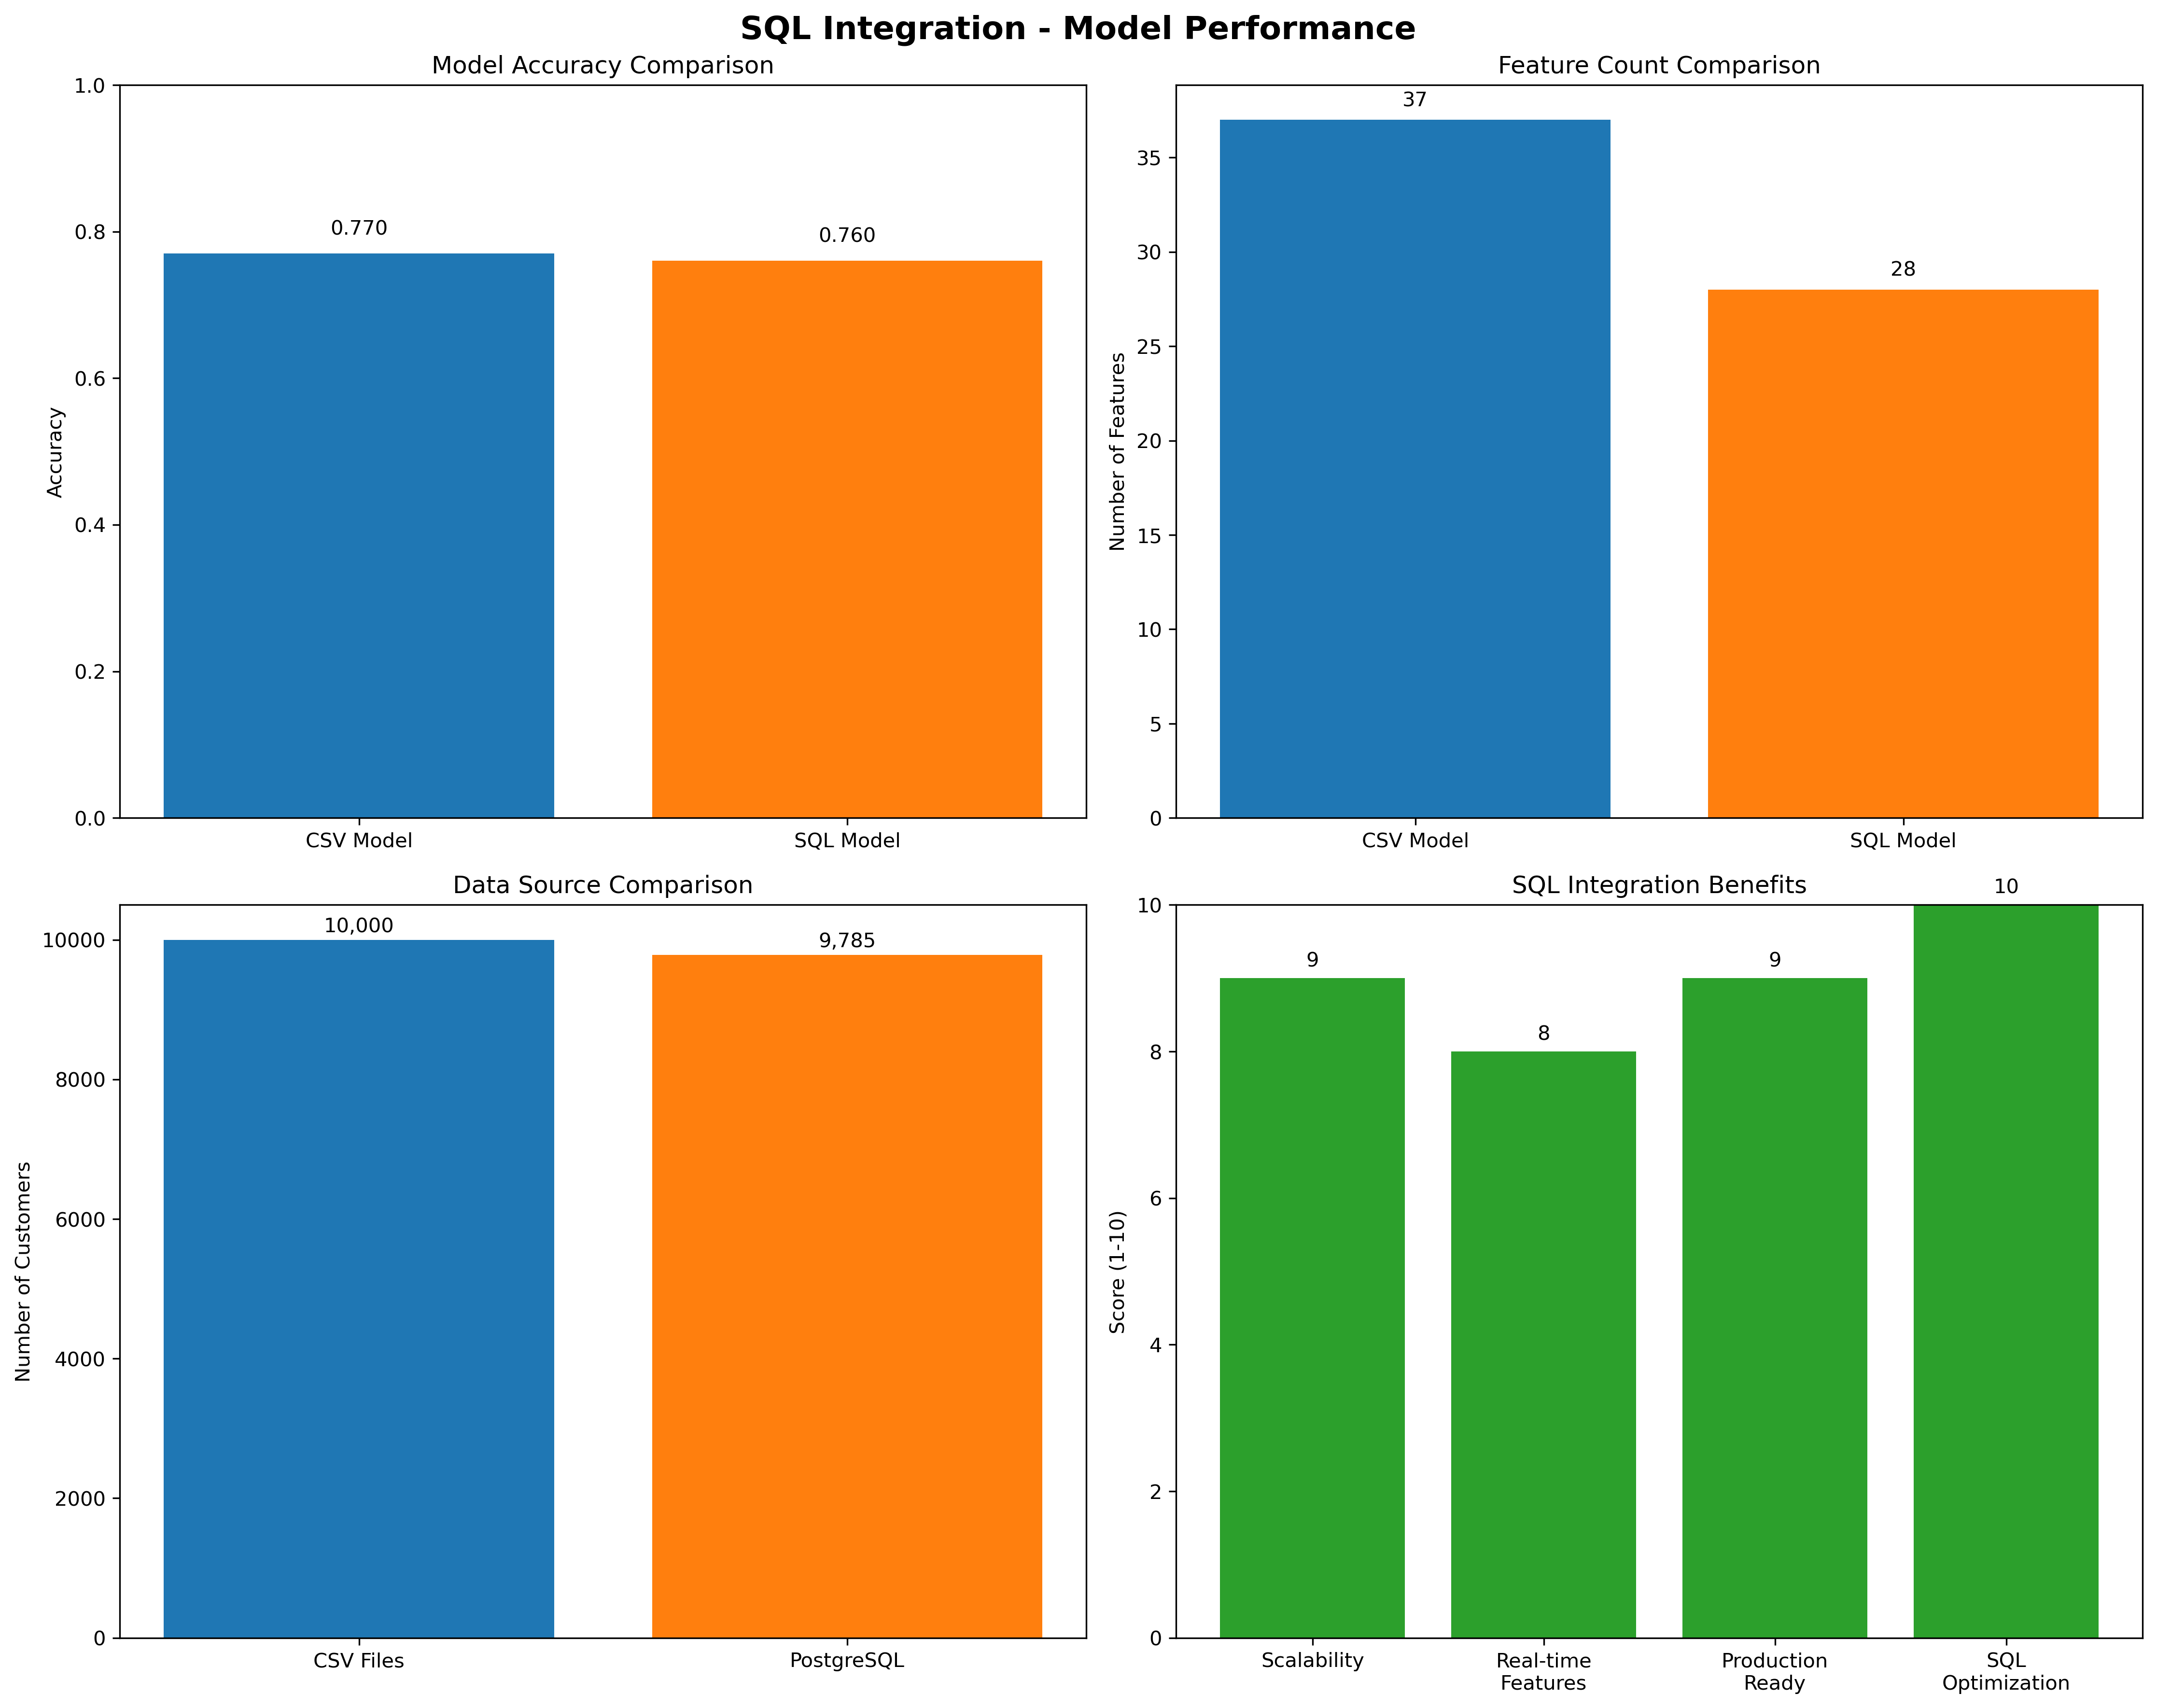 SQL Integration - Model Performance
Model Accuracy Comparison
1.0
0.8
0.6
0.4
0.2
0.0
Accuracy
0.770
0.760
CSV Model
SQL Model
Feature Count Comparison
35
30
25
20
15
10
5
0
Number of Features
37
28
CSV Model
SQL Model
Data Source Comparison
10000
8000
6000
4000
2000
0
Number of Customers
10,000
9,785
CSV Files
PostgreSQL
SQL Integration Benefits
10
8
6
4
2
0
Score (1-10)
9
8
9
10
Scalability
Real-time
Features
Production
Ready
SQL
Optimization